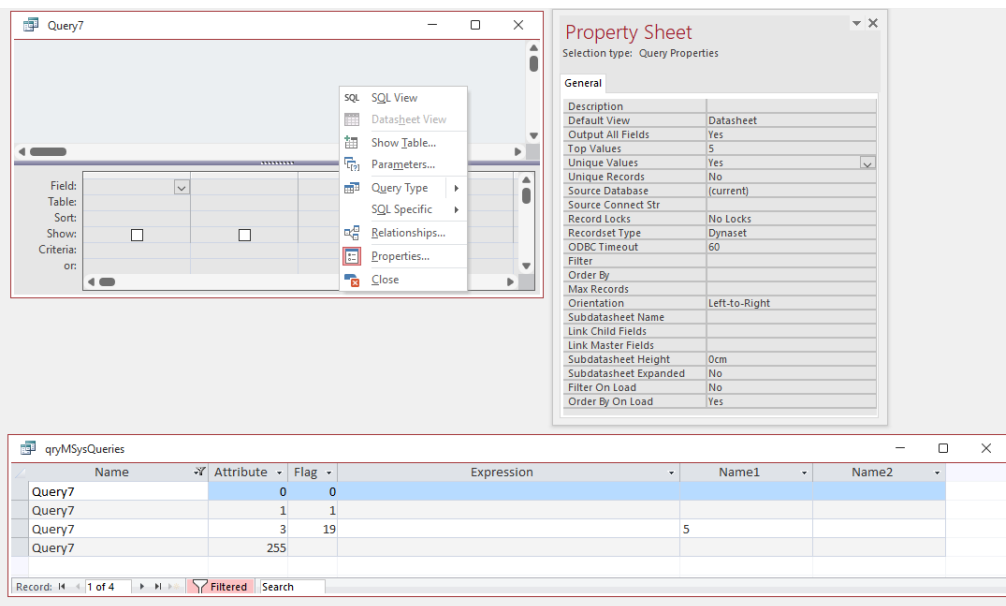 Query7
SQL SQL View
Datasheet View
Show Table...
Parameters...
Query Type
SQL Specific
Relationships...
Properties...
Close
Field:
Table:
Sort:
Show:
Criteria:
or:
Property Sheet
Selection type: Query Properties
General
Description
Default View Datasheet
Output All Fields Yes
Top Values 5
Unique Values Yes
Unique Records No
Source Database (current)
Source Connect Str
Record Locks No Locks
Recordset Type Dynaset
ODBC Timeout 60
Filter
Order By
Max Records
Orientation Left-to-Right
Subdatasheet Name
Link Child Fields
Link Master Fields
Subdatasheet Height 0cm
Subdatasheet Expanded No
Filter On Load No
Order By On Load Yes
qryMSysQueries
Name Attribute Flag Expression Name1 Name2
Query7 0 0
Query7 1 1
Query7 3 19 5
Query7 255
Record: 1 of 4 Filtered Search